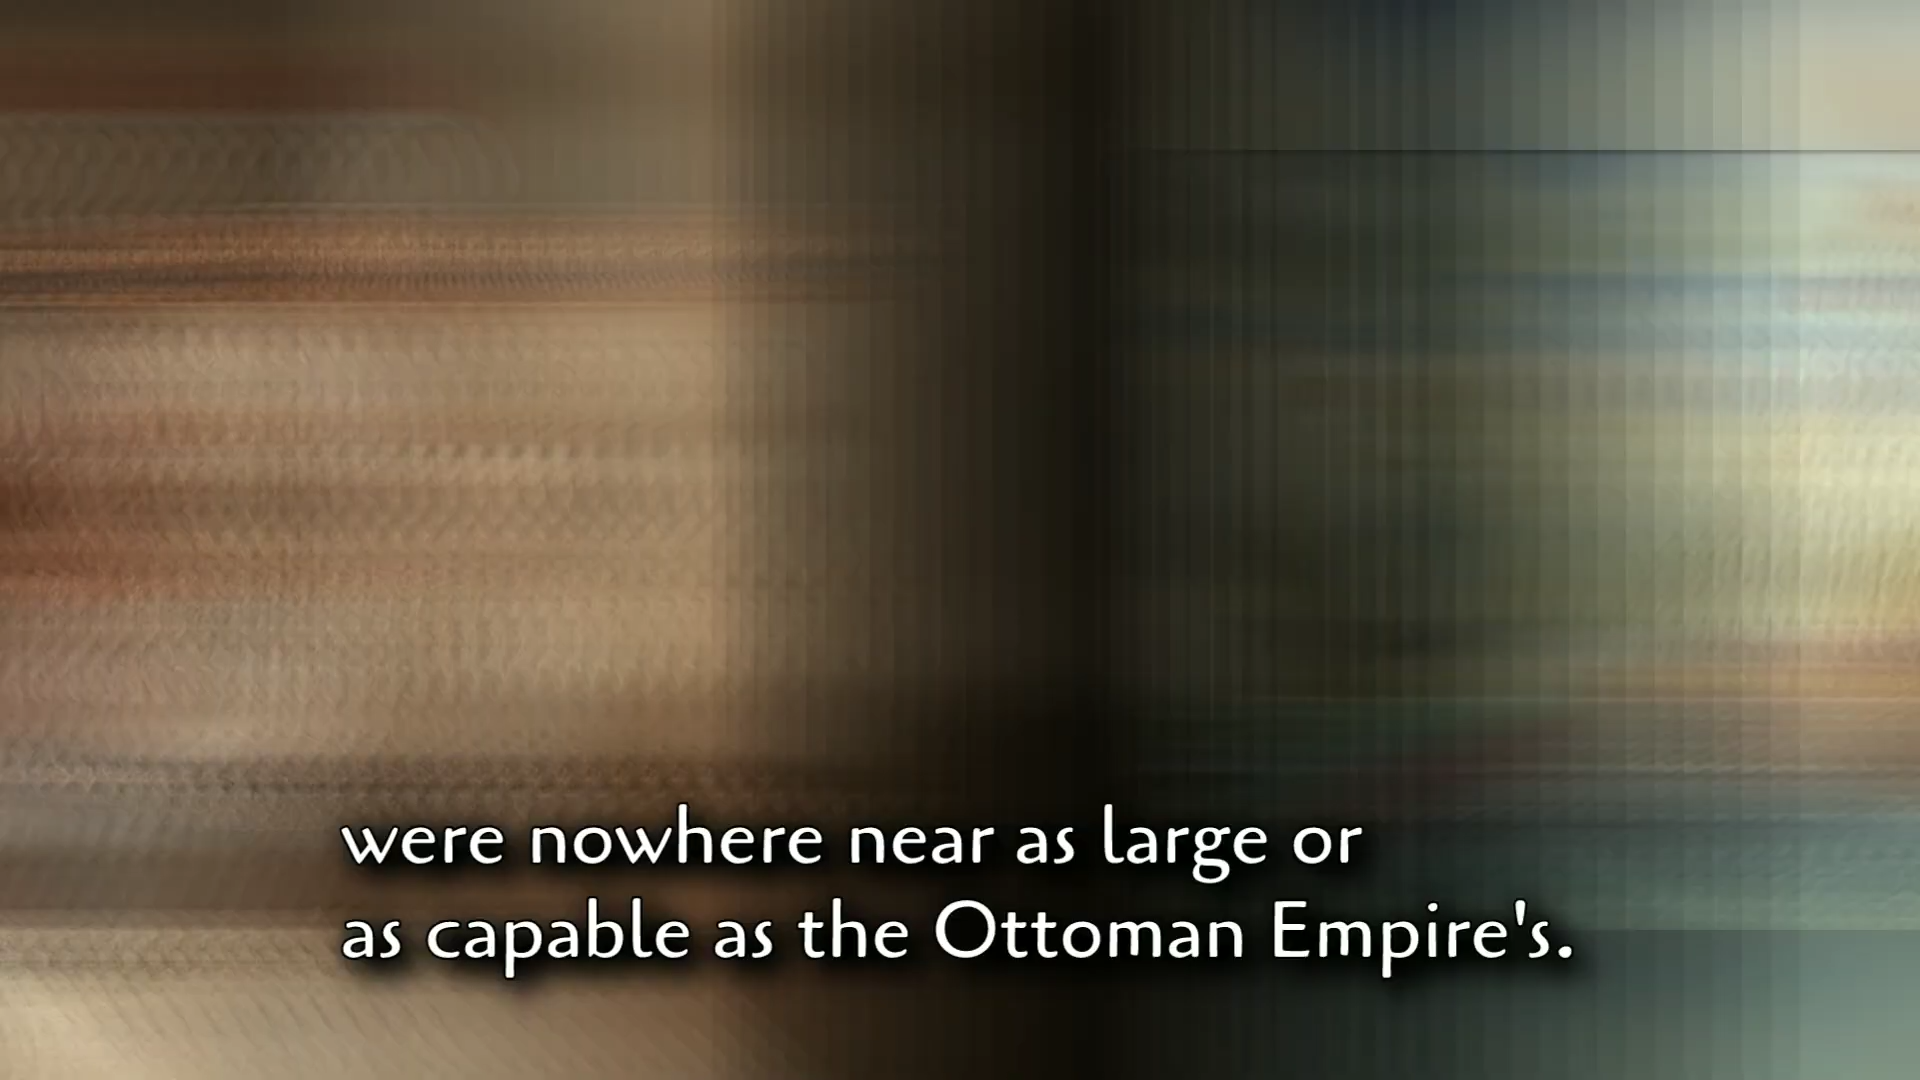 were nowhere near as large or
as capable as the Ottoman Empire's.